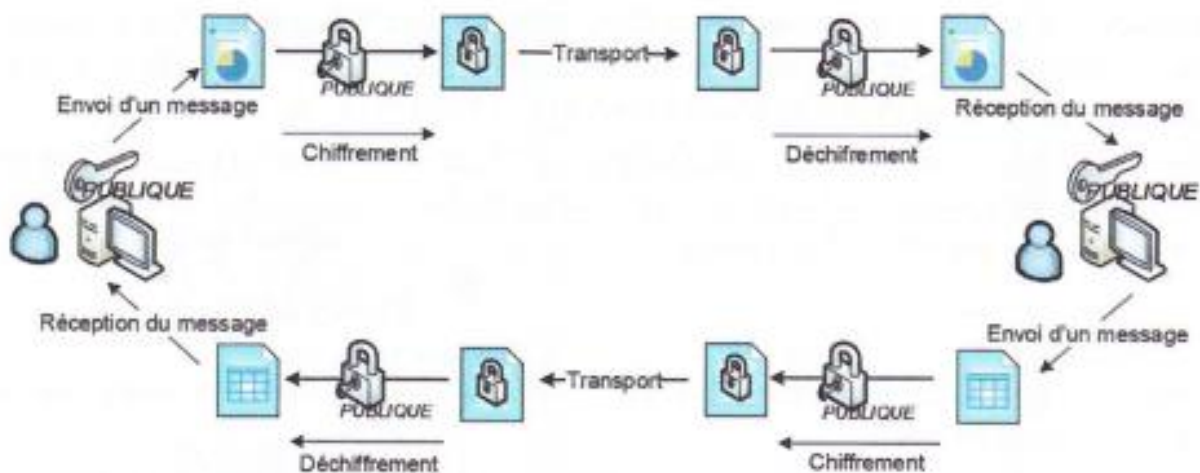 Transport
PUBLIQUE
PUBLIQUE
Envoi d'un message
Réception du message
Chiffrement
Déchifrement
PUBLIQUE
PUBLIQUE
Réception du message
Envoi d'un message
Transport
PUBLIQUE
PUBLIQUE
Déchiffrement
Chiffrement